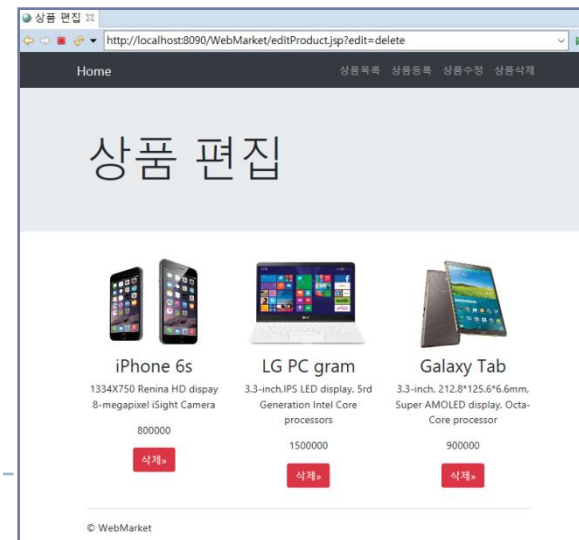 상품 편집
http://localhost:8090/WebMarket/editProduct.jsp?edit=delete
Home 상품목록 상품등록 상품수정 상품삭제
상품 편집
iPhone 6s
1334X750 Renina HD dispay
8-megapixel iSight Camera
800000
삭제»
LG PC gram
3.3-inch,IPS LED display, 5rd
Generation Intel Core
processors
1500000
삭제»
Galaxy Tab
3.3-inch, 212.8*125.6*6.6mm,
Super AMOLED display, Octa-
Core processor
900000
삭제»
© WebMarket